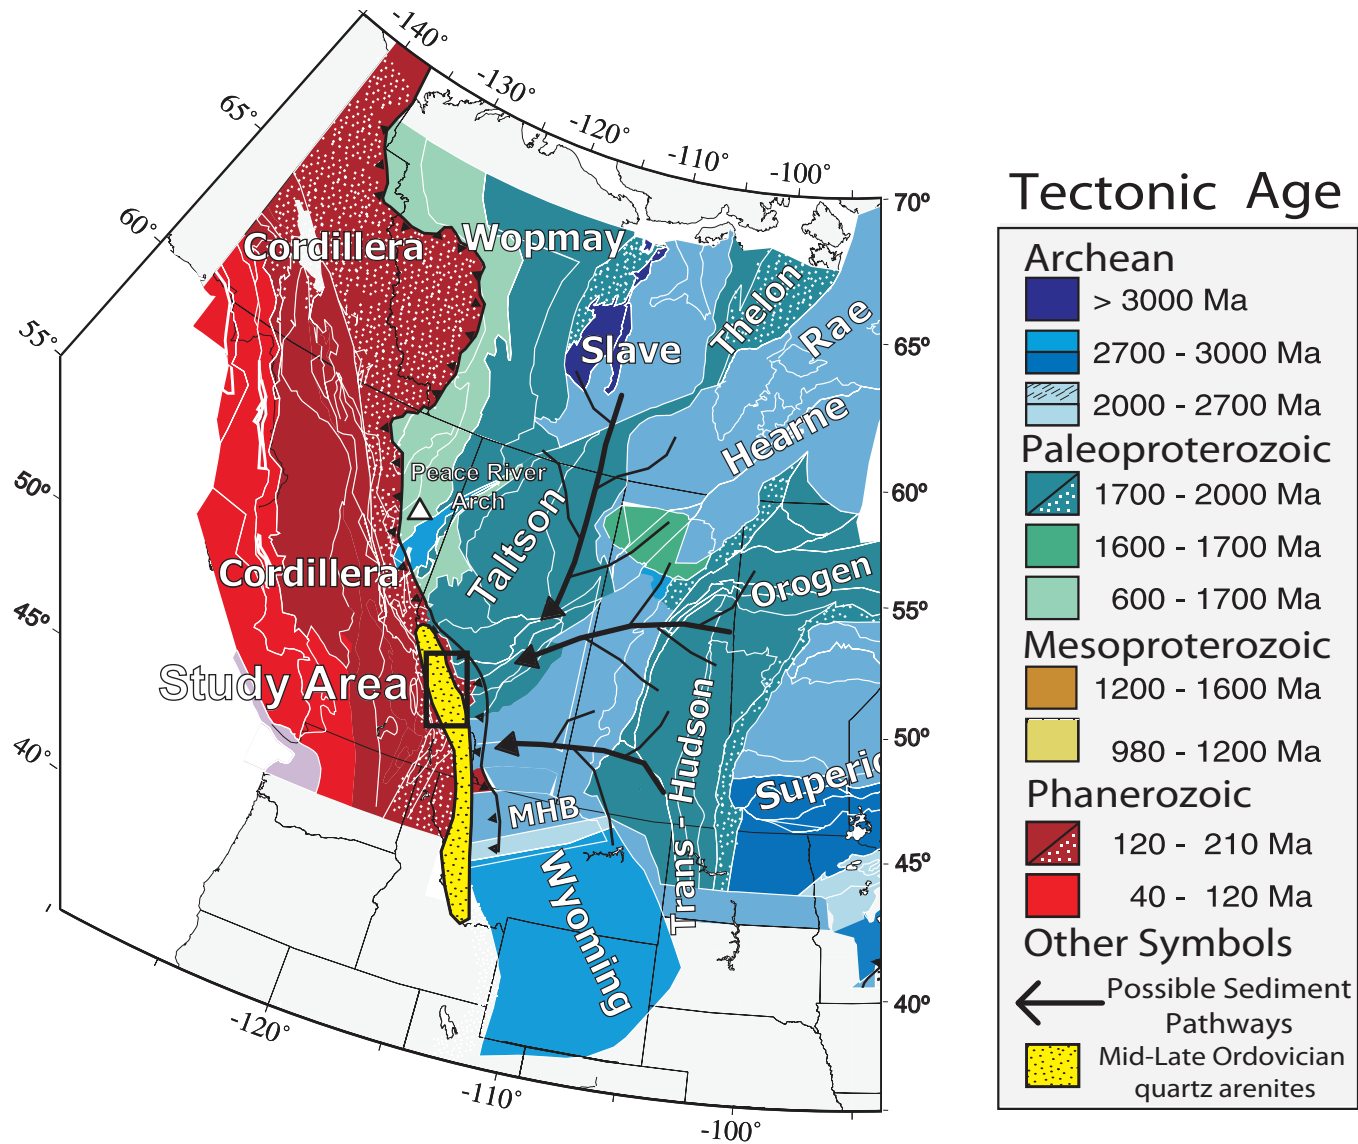 -140°
-130°
-120°
-110°
-100°
65°
60°
55°
50°
45°
40°
70°
65°
60°
55°
50°
45°
40°
-120°
-110°
-100°
Cordillera
Wopmay
Slave
Thelon
Rae
Hearne
Peace River
Arch
Taltson
Cordillera
Orogen
Study Area
Trans - Hudson
Superio
MHB
Wyoming
Tectonic Age
Archean
> 3000 Ma
2700 - 3000 Ma
2000 - 2700 Ma
Paleoproterozoic
1700 - 2000 Ma
1600 - 1700 Ma
600 - 1700 Ma
Mesoproterozoic
1200 - 1600 Ma
980 - 1200 Ma
Phanerozoic
120 - 210 Ma
40 - 120 Ma
Other Symbols
Possible Sediment
Pathways
Mid-Late Ordovician
quartz arenites